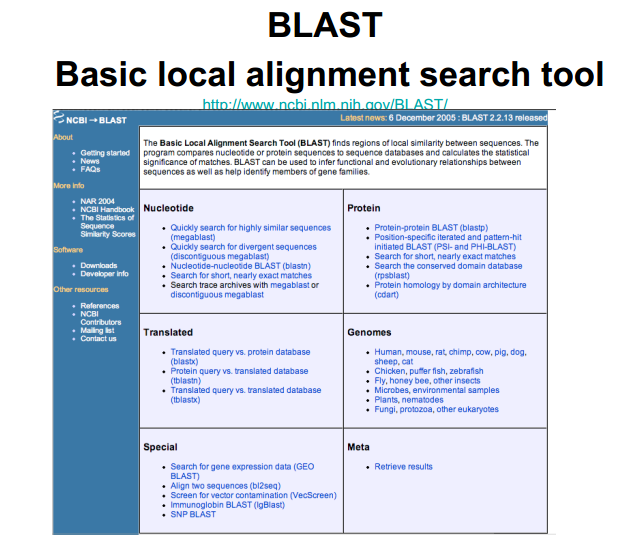 BLAST
Basic local alignment search tool
http://www.ncbi.nlm.nih.gov/BLAST/
NCBI → BLAST
Latest news: 6 December 2005 : BLAST 2.2.13 released
About
• Getting started
• News
• FAQs
More info
• NAR 2004
• NCBI Handbook
• The Statistics of
Sequence
Similarity Scores
Software
• Downloads
• Developer info
Other resources
• References
• NCBI
Contributors
• Mailing list
• Contact us
The Basic Local Alignment Search Tool (BLAST) finds regions of local similarity between sequences. The
program compares nucleotide or protein sequences to sequence databases and calculates the statistical
significance of matches. BLAST can be used to infer functional and evolutionary relationships between
sequences as well as help identify members of gene families.
Nucleotide
• Quickly search for highly similar sequences
(megablast)
• Quickly search for divergent sequences
(discontiguous megablast)
• Nucleotide-nucleotide BLAST (blastn)
• Search for short, nearly exact matches
• Search trace archives with megablast or
discontiguous megablast
Protein
• Protein-protein BLAST (blastp)
• Position-specific iterated and pattern-hit
initiated BLAST (PSI- and PHI-BLAST)
• Search for short, nearly exact matches
• Search the conserved domain database
(rpsblast)
• Protein homology by domain architecture
(cdart)
Translated
• Translated query vs. protein database
(blastx)
• Protein query vs. translated database
(tblastn)
• Translated query vs. translated database
(tblastx)
Genomes
• Human, mouse, rat, chimp, cow, pig, dog,
sheep, cat
• Chicken, puffer fish, zebrafish
• Fly, honey bee, other insects
• Microbes, environmental samples
• Plants, nematodes
• Fungi, protozoa, other eukaryotes
Special
• Search for gene expression data (GEO
BLAST)
• Align two sequences (bl2seq)
• Screen for vector contamination (VecScreen)
• Immunoglobin BLAST (IgBlast)
• SNP BLAST
Meta
• Retrieve results